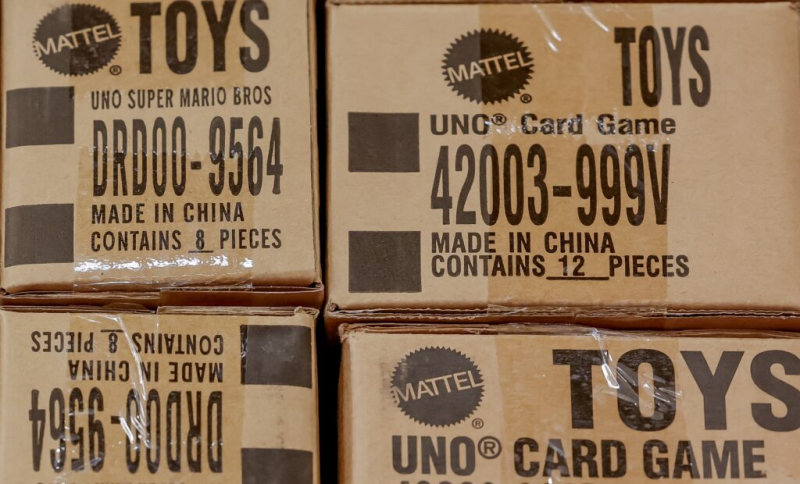 MATTEL® TOYS
UNO SUPER MARIO BROS
DRD00-9564
MADE IN CHINA
CONTAINS 8 PIECES
MATTEL® TOYS
UNO® Card Game
42003-999V
MADE IN CHINA
CONTAINS 12 PIECES
DRD00-9564
MADE IN CHINA
CONTAINS 8 PIECES
MATTEL® TOYS
UNO® CARD GAME